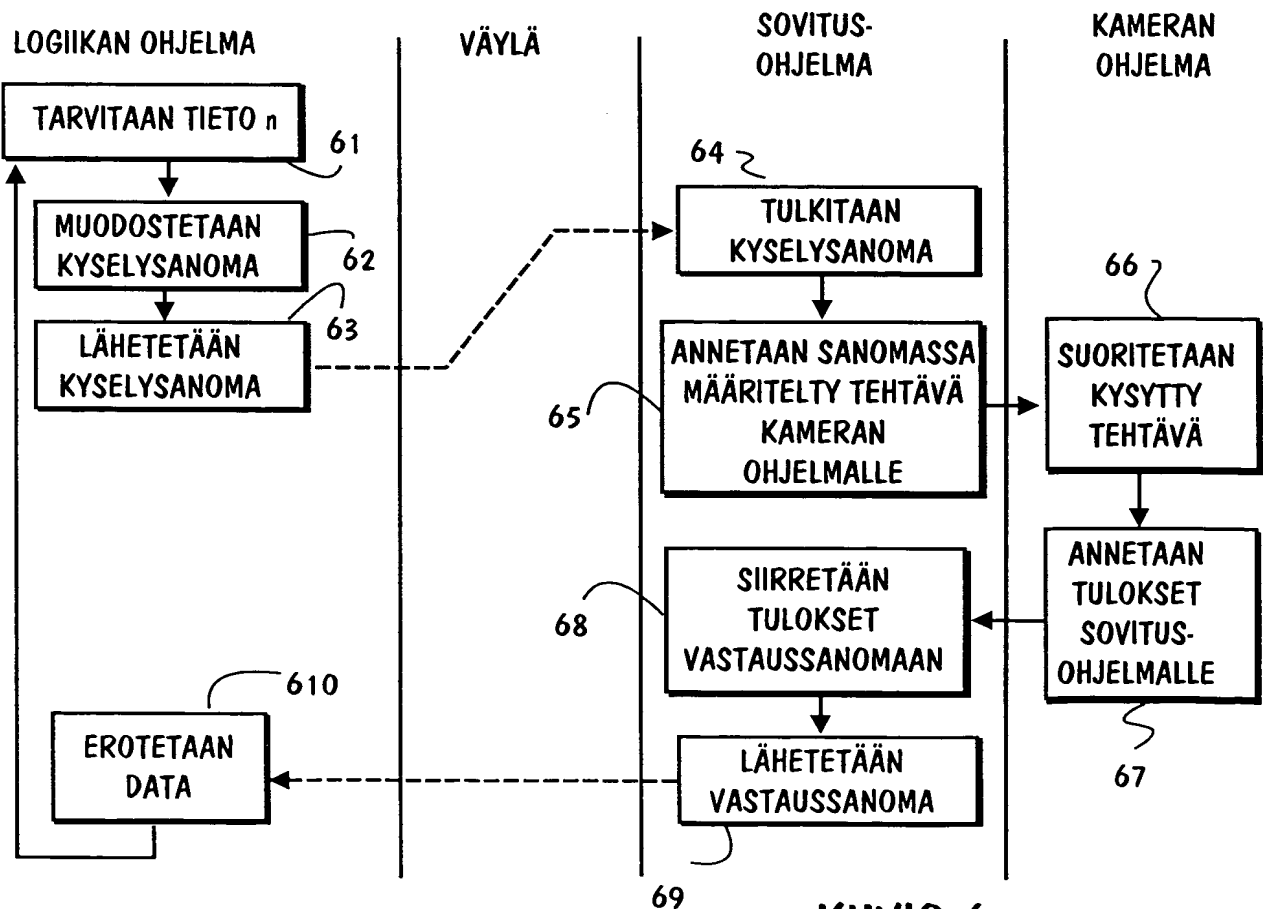 LOGIIKAN OHJELMA
VÄYLÄ
SOVITUS-
OHJELMA
KAMERAN
OHJELMA
TARVITAAN TIETO n
61
MUODOSTETAAN
KYSELYSANOMA
62
LÄHETETÄÄN
KYSELYSANOMA
63
64
TULKITAAN
KYSELYSANOMA
ANNETAAN SANOMASSA
MÄÄRITELTY TEHTÄVÄ
KAMERAN
OHJELMALLE
65
66
SUORITETAAN
KYSYTTY
TEHTÄVÄ
ANNETAAN
TULOKSET
SOVITUS-
OHJELMALLE
67
SIIRRETÄÄN
TULOKSET
VASTAUSSANOMAAN
68
LÄHETETÄÄN
VASTAUSSANOMA
69
610
EROTETAAN
DATA